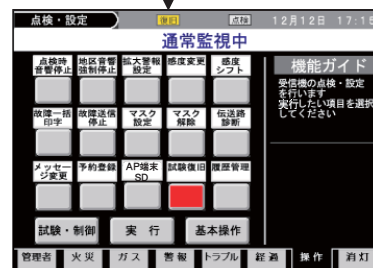 点検・設定
復旧
点検
12月12日 17:15
通常監視中
点検時
音響停止
地区音響
強制停止
拡大警報
設定
感度変更
感度
シフト
故障一括
印字
故障送信
停止
マスク
設定
マスク
解除
伝送路
診断
メッセー
ジ変更
予約登録
AP端末
SD
試験復旧
履歴管理
試験・制御
実 行
基本操作
機能ガイド
受信機の点検・設定
を行います
実行したい項目を選択
してください
管理者
火災
ガス
警報
トラブル
経過
操作
消灯